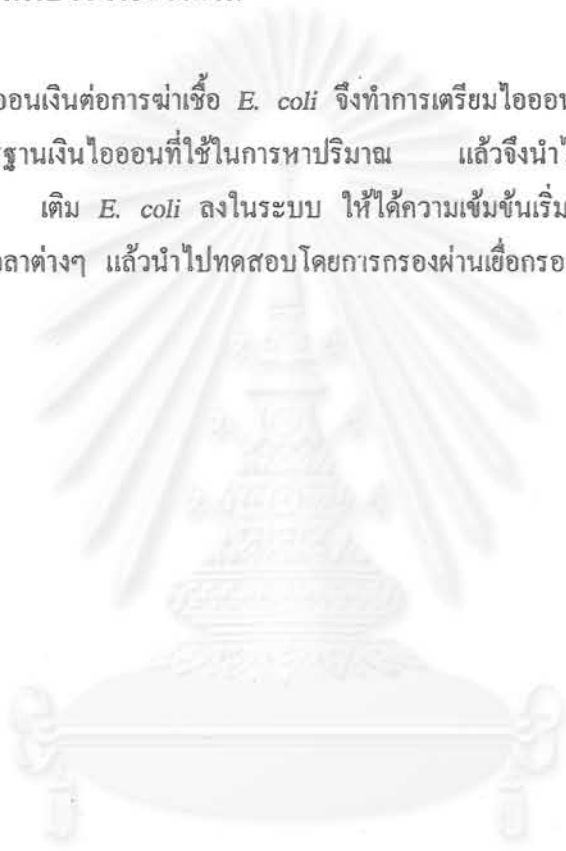 ออนเงินต่อการฆ่าเชื้อ E. coli จึงทำการเตรียมไอออน
ฐานเงินไอออนที่ใช้ในการหาปริมาณ แล้วจึงนำไ
เติม E. coli ลงในระบบ ให้ได้ความเข้มข้นเริ่ม
ลาต่างๆ แล้วนำไปทดสอบโดยการกรองผ่านเยื่อกรอ